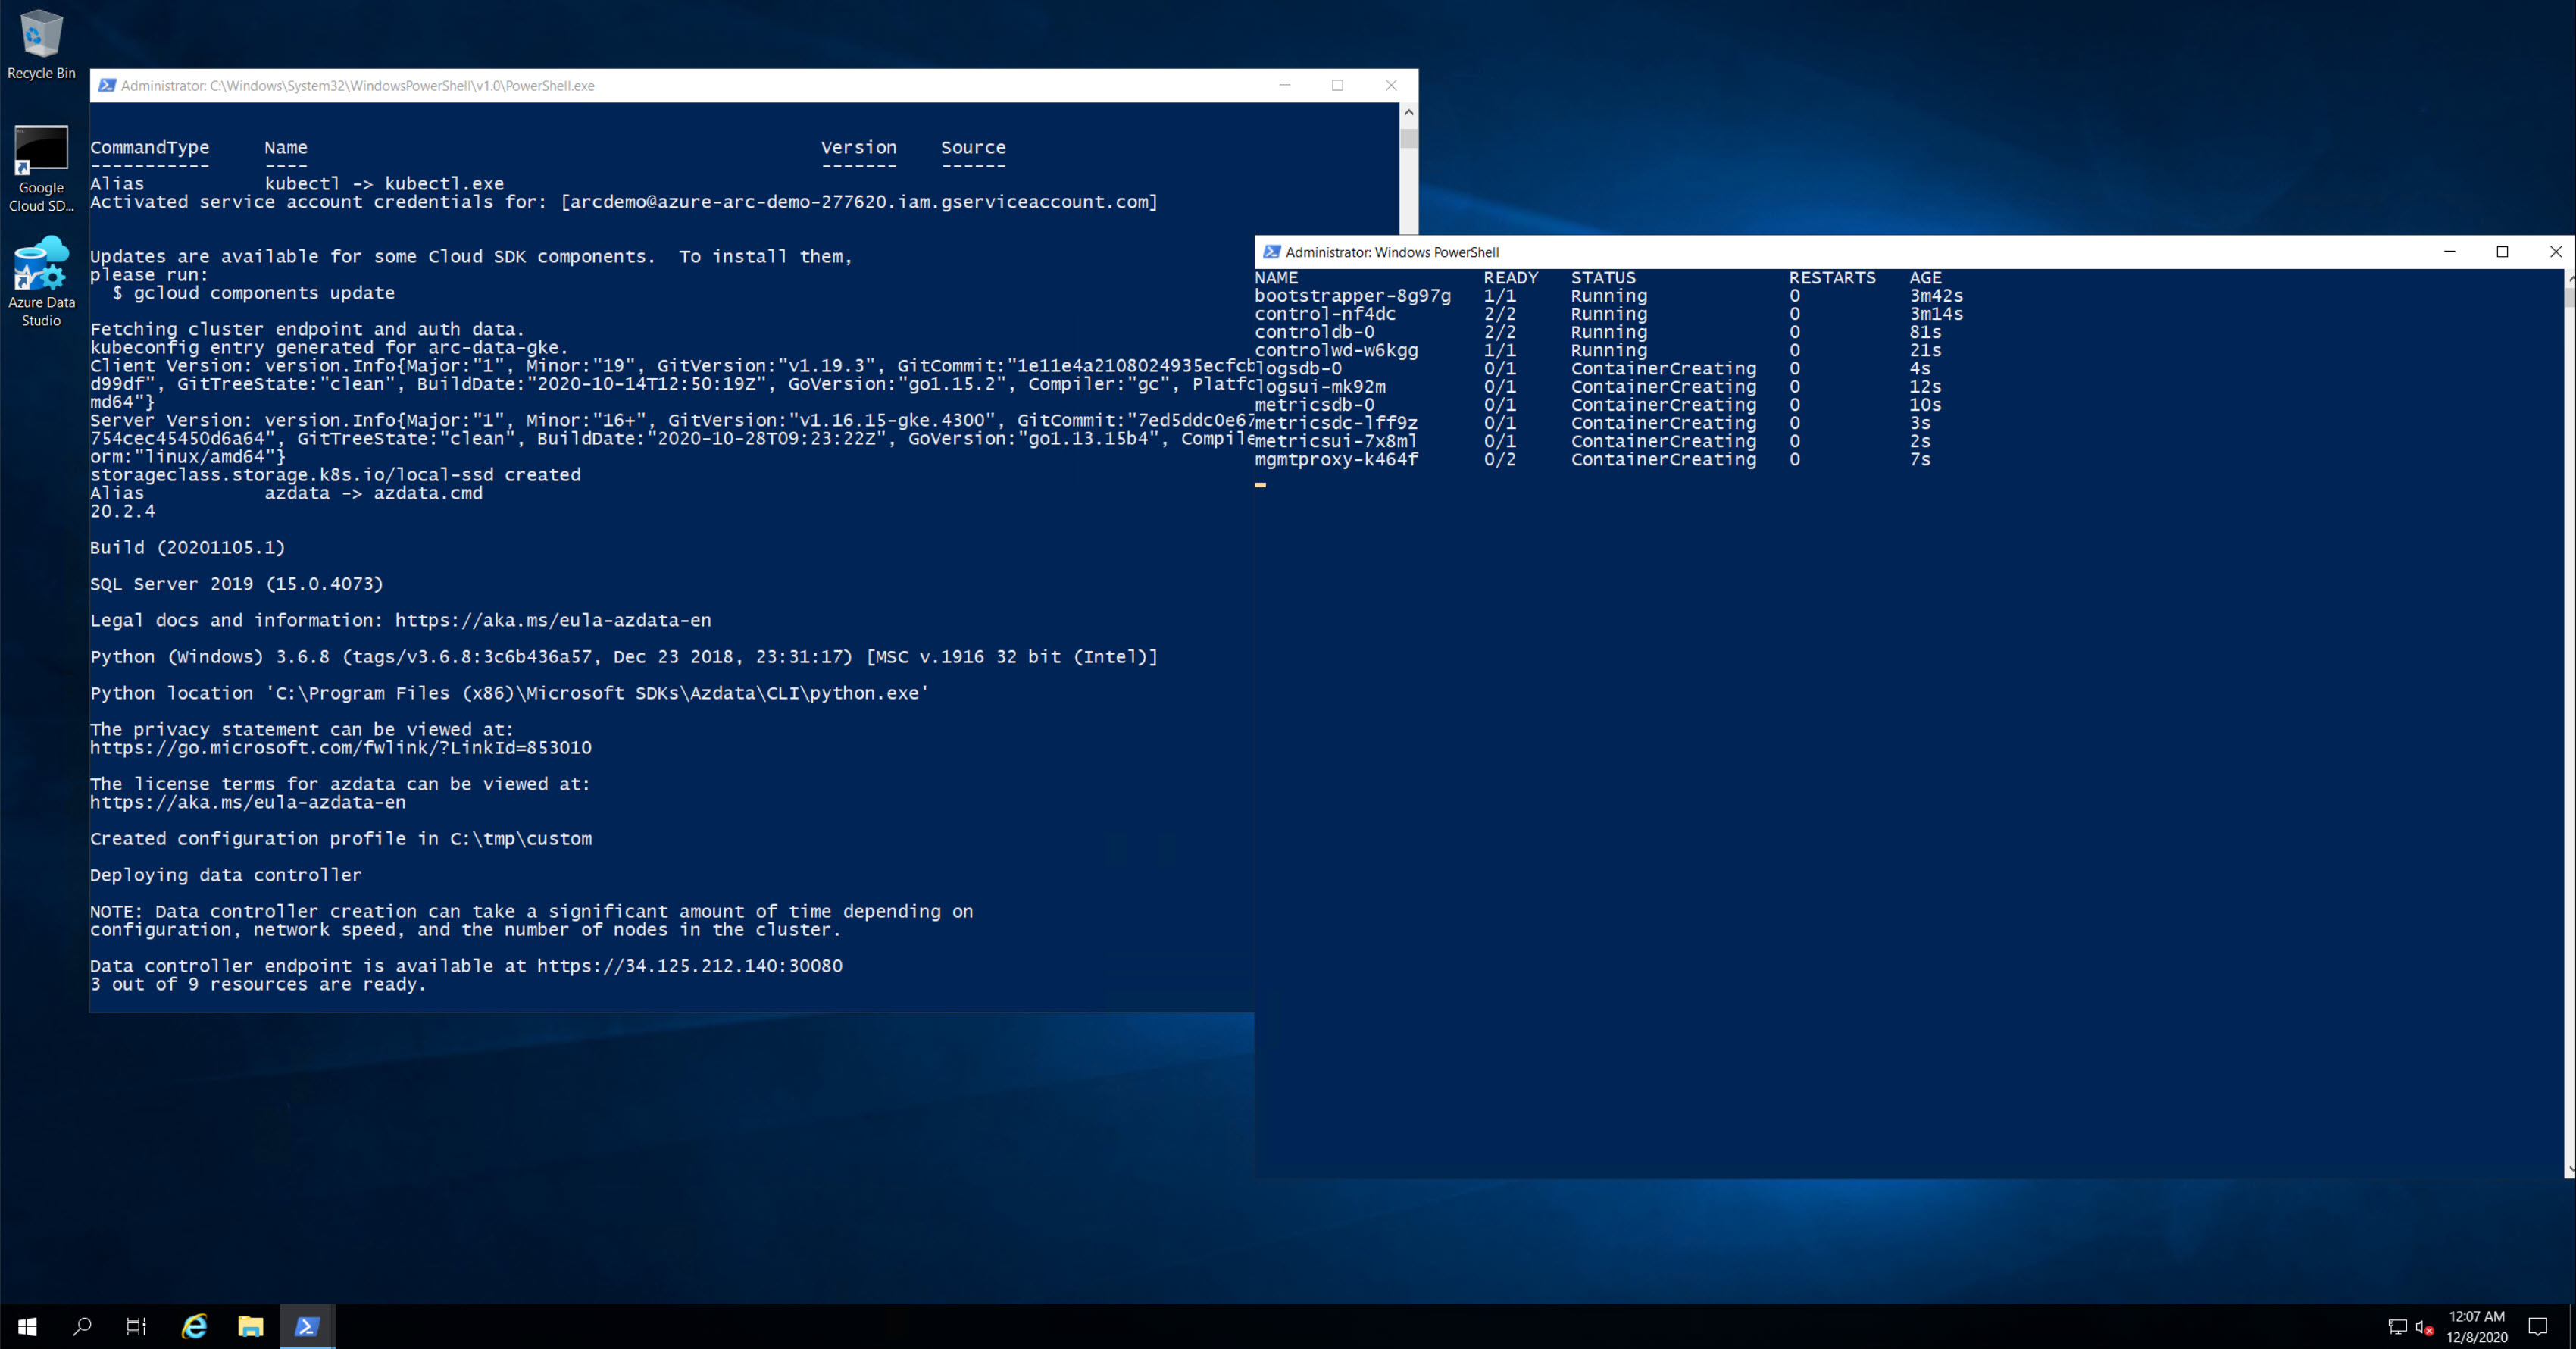 Recycle Bin
Google
Cloud SD...
Azure Data
Studio
Administrator: C:\Windows\System32\WindowsPowerShell\v1.0\PowerShell.exe
CommandType     Name                                               Version    Source
-----------     ----                                               -------    ------
Alias           kubectl -> kubectl.exe
Activated service account credentials for: [arcdemo@azure-arc-demo-277620.iam.gserviceaccount.com]
Updates are available for some Cloud SDK components.  To install them,
please run:
  $ gcloud components update
Fetching cluster endpoint and auth data.
kubeconfig entry generated for arc-data-gke.
Client Version: version.Info{Major:"1", Minor:"19", GitVersion:"v1.19.3", GitCommit:"1e11e4a2108024935ecfcb
d99df", GitTreeState:"clean", BuildDate:"2020-10-14T12:50:19Z", GoVersion:"go1.15.2", Compiler:"gc", Platfo
md64"}
Server Version: version.Info{Major:"1", Minor:"16+", GitVersion:"v1.16.15-gke.4300", GitCommit:"7ed5ddc0e67
754cec45450d6a64", GitTreeState:"clean", BuildDate:"2020-10-28T09:23:22Z", GoVersion:"go1.13.15b4", Compile
orm:"linux/amd64"}
storageclass.storage.k8s.io/local-ssd created
Alias           azdata -> azdata.cmd
20.2.4
Build (20201105.1)
SQL Server 2019 (15.0.4073)
Legal docs and information: https://aka.ms/eula-azdata-en
Python (Windows) 3.6.8 (tags/v3.6.8:3c6b436a57, Dec 23 2018, 23:31:17) [MSC v.1916 32 bit (Intel)]
Python location 'C:\Program Files (x86)\Microsoft SDKs\Azdata\CLI\python.exe'
The privacy statement can be viewed at:
https://go.microsoft.com/fwlink/?LinkId=853010
The license terms for azdata can be viewed at:
https://aka.ms/eula-azdata-en
Created configuration profile in C:\tmp\custom
Deploying data controller
NOTE: Data controller creation can take a significant amount of time depending on
configuration, network speed, and the number of nodes in the cluster.
Data controller endpoint is available at https://34.125.212.140:30080
3 out of 9 resources are ready.
Administrator: Windows PowerShell
NAME                 READY   STATUS              RESTARTS   AGE
bootstrapper-8g97g   1/1     Running             0          3m42s
control-nf4dc        2/2     Running             0          3m14s
controldb-0          2/2     Running             0          81s
controlwd-w6kgg      1/1     Running             0          21s
logsdb-0             0/1     ContainerCreating   0          4s
logsui-mk92m         0/1     ContainerCreating   0          12s
metricsdb-0          0/1     ContainerCreating   0          10s
metricsdc-lff9z      0/1     ContainerCreating   0          3s
metricsui-7x8ml      0/1     ContainerCreating   0          2s
mgmtproxy-k464f      0/2     ContainerCreating   0          7s
12:07 AM
12/8/2020